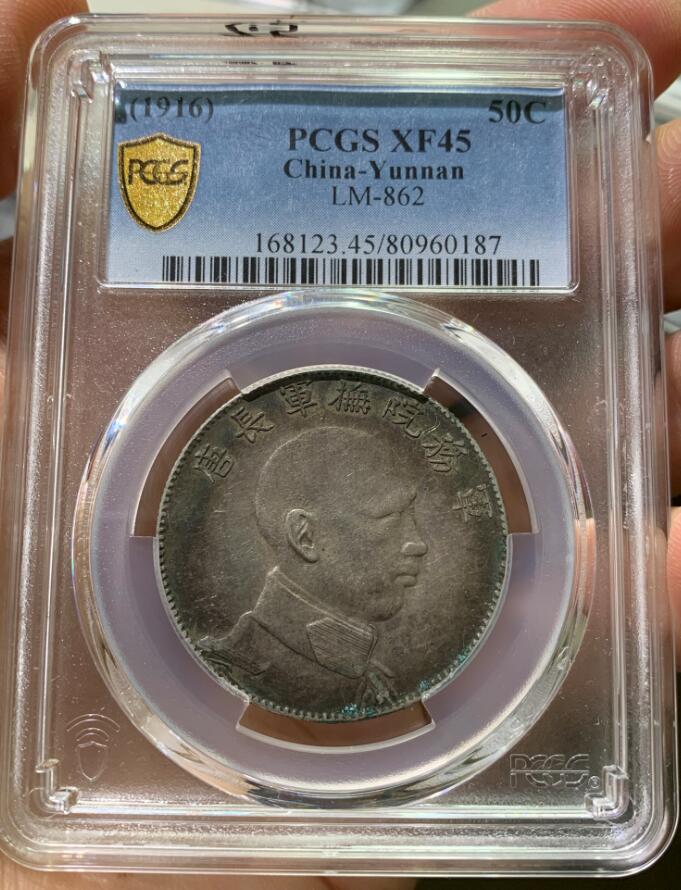 (1916) 50C
PCGS XF45
China-Yunnan
LM-862
168123.45/80960187
PCGS
軍務院撫軍長唐
PCGS